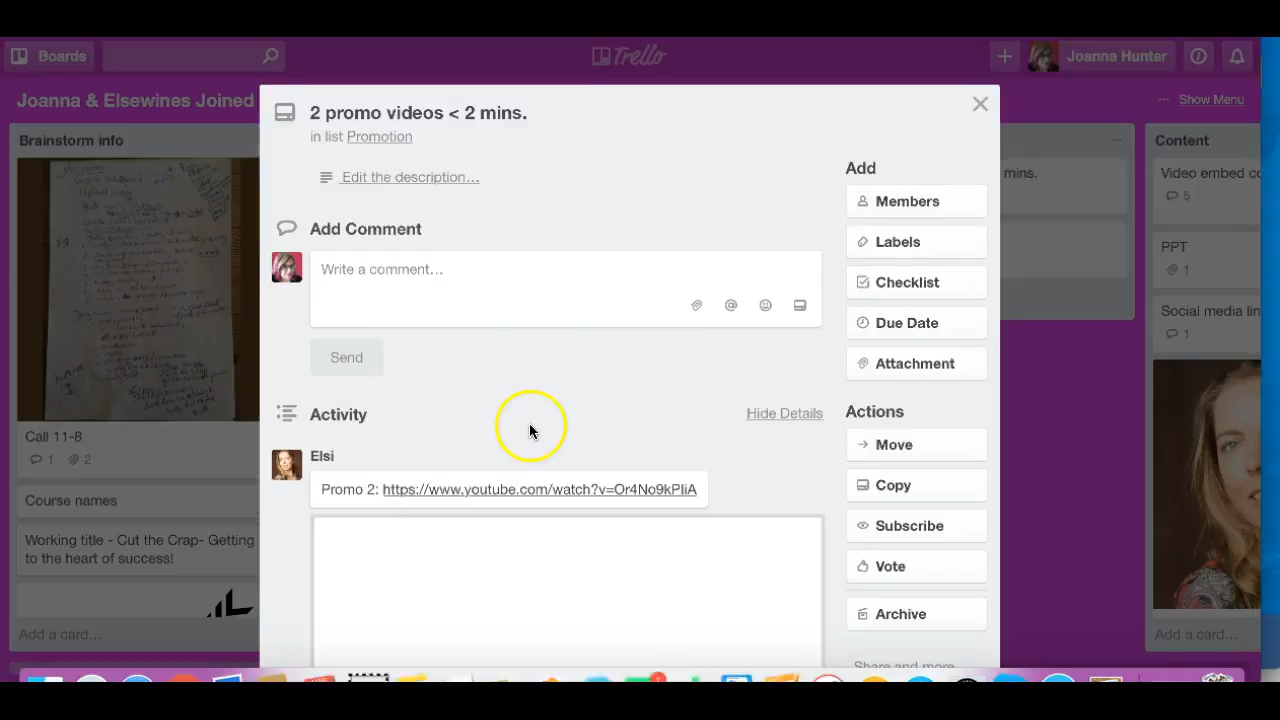 Boards
Trello
Joanna Hunter
Joanna & Elsewines Joined
Show Menu
Brainstorm info
Call 11-8
1 2
Course names
Working title - Cut the Crap- Getting
to the heart of success!
Add a card…
2 promo videos < 2 mins.
in list Promotion
Edit the description…
Add Comment
Write a comment…
Send
Activity
Hide Details
Elsi
Promo 2: https://www.youtube.com/watch?v=Or4No9kPIiA
Add
Members
Labels
Checklist
Due Date
Attachment
Actions
Move
Copy
Subscribe
Vote
Archive
Share and more
mins.
Content
Video embed co
5
PPT
1
Social media lin
1
Add a card…